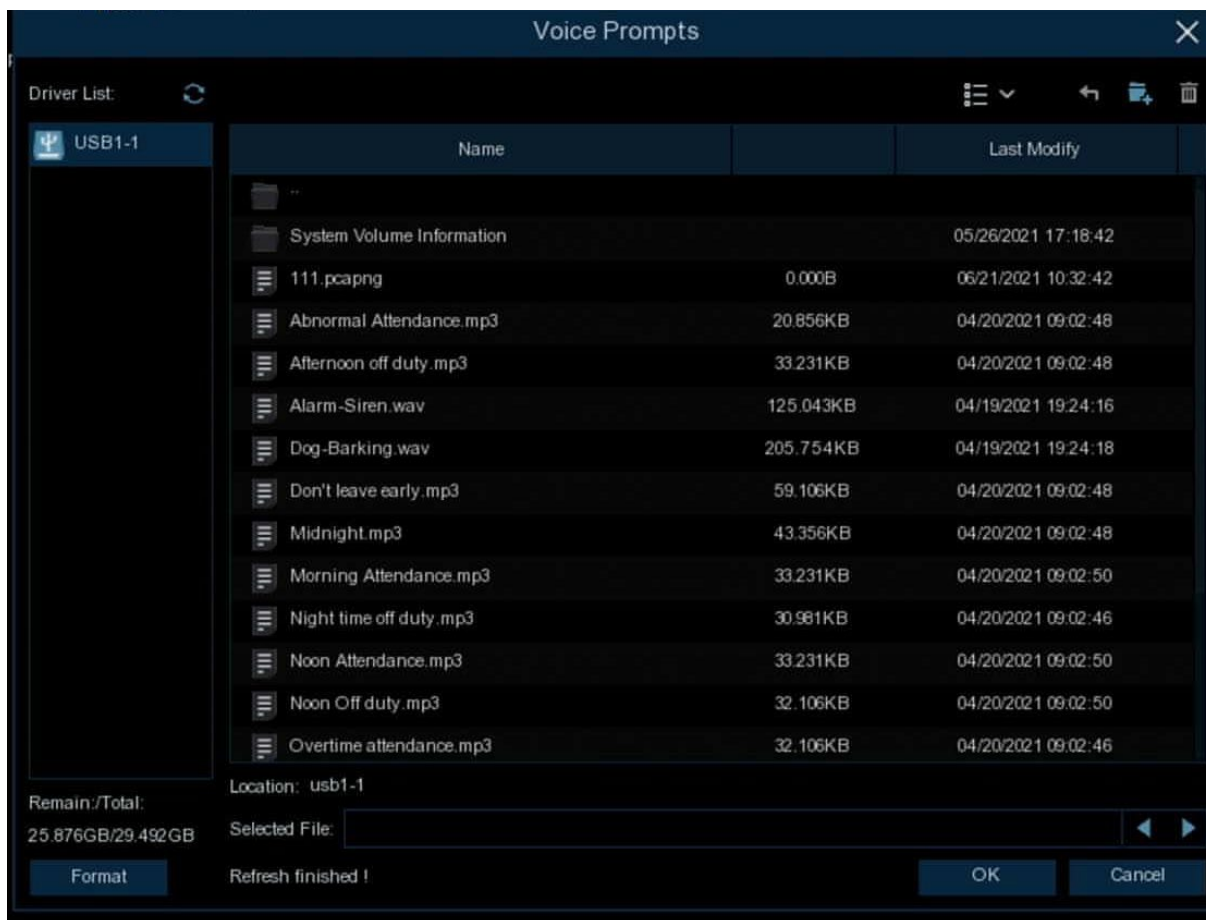 Voice Prompts
Driver List:
USB1-1
Name Last Modify
..
System Volume Information 05/26/2021 17:18:42
111.pcapng 0.000B 06/21/2021 10:32:42
Abnormal Attendance.mp3 20.856KB 04/20/2021 09:02:48
Afternoon off duty.mp3 33.231KB 04/20/2021 09:02:48
Alarm-Siren.wav 125.043KB 04/19/2021 19:24:16
Dog-Barking.wav 205.754KB 04/19/2021 19:24:18
Don't leave early.mp3 59.106KB 04/20/2021 09:02:48
Midnight.mp3 43.356KB 04/20/2021 09:02:48
Morning Attendance.mp3 33.231KB 04/20/2021 09:02:50
Night time off duty.mp3 30.981KB 04/20/2021 09:02:46
Noon Attendance.mp3 33.231KB 04/20/2021 09:02:50
Noon Off duty.mp3 32.106KB 04/20/2021 09:02:50
Overtime attendance.mp3 32.106KB 04/20/2021 09:02:46
Location: usb1-1
Remain:/Total:
25.876GB/29.492GB
Selected File:
Format
Refresh finished !
OK
Cancel